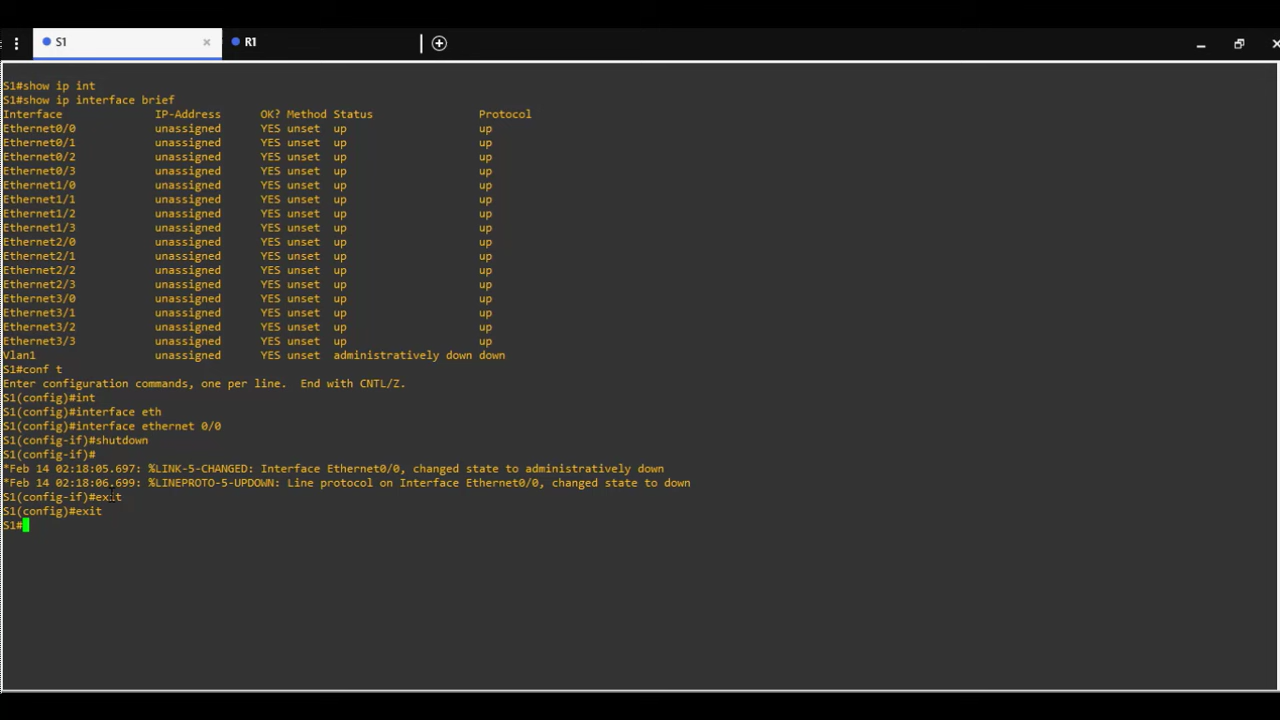 S1
R1
S1#show ip int
S1#show ip interface brief
Interface IP-Address OK? Method Status Protocol
Ethernet0/0 unassigned YES unset up up
Ethernet0/1 unassigned YES unset up up
Ethernet0/2 unassigned YES unset up up
Ethernet0/3 unassigned YES unset up up
Ethernet1/0 unassigned YES unset up up
Ethernet1/1 unassigned YES unset up up
Ethernet1/2 unassigned YES unset up up
Ethernet1/3 unassigned YES unset up up
Ethernet2/0 unassigned YES unset up up
Ethernet2/1 unassigned YES unset up up
Ethernet2/2 unassigned YES unset up up
Ethernet2/3 unassigned YES unset up up
Ethernet3/0 unassigned YES unset up up
Ethernet3/1 unassigned YES unset up up
Ethernet3/2 unassigned YES unset up up
Ethernet3/3 unassigned YES unset up up
Vlan1 unassigned YES unset administratively down down
S1#conf t
Enter configuration commands, one per line.  End with CNTL/Z.
S1(config)#int
S1(config)#interface eth
S1(config)#interface ethernet 0/0
S1(config-if)#shutdown
S1(config-if)#
*Feb 14 02:18:05.697: %LINK-5-CHANGED: Interface Ethernet0/0, changed state to administratively down
*Feb 14 02:18:06.699: %LINEPROTO-5-UPDOWN: Line protocol on Interface Ethernet0/0, changed state to down
S1(config-if)#exit
S1(config)#exit
S1#